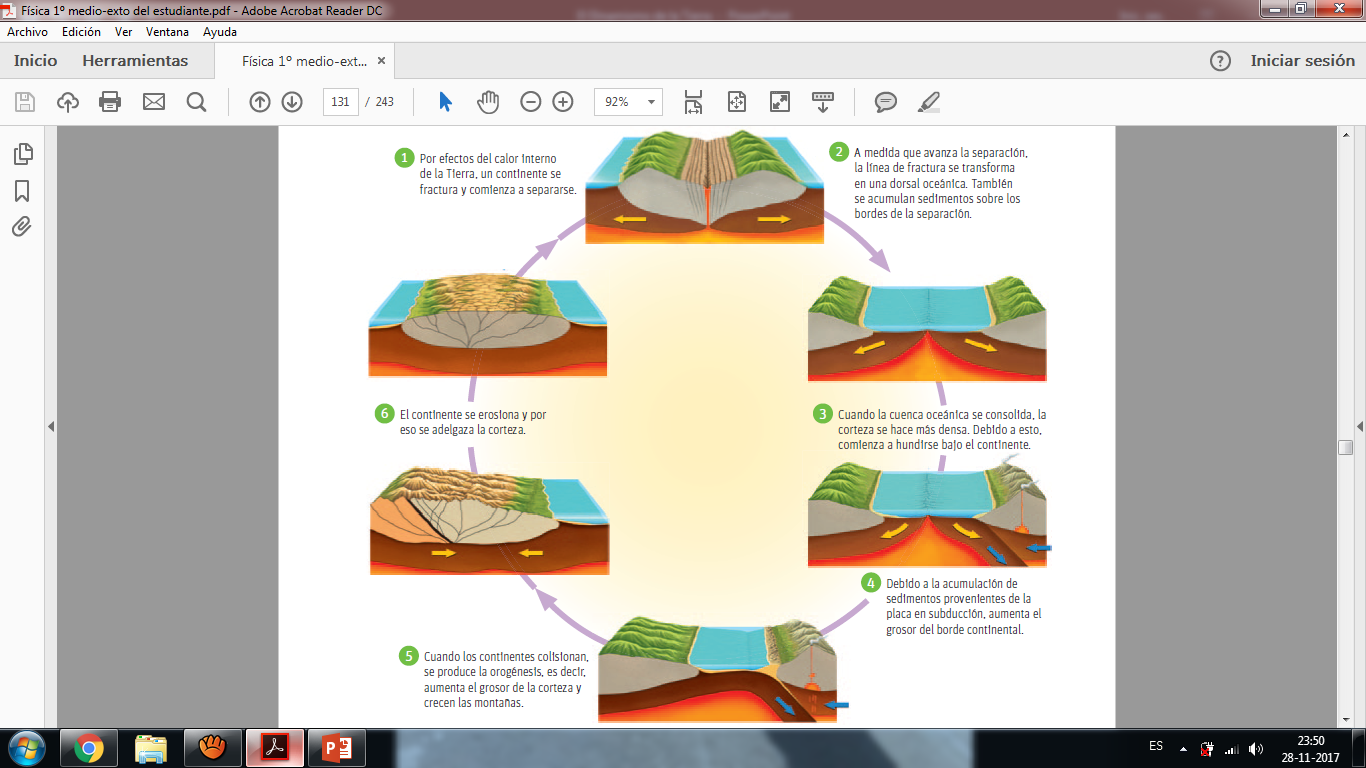 Física 1º medio-exto del estudiante.pdf - Adobe Acrobat Reader DC
Archivo Edición Ver Ventana Ayuda
Inicio Herramientas Física 1º medio-ext... × Iniciar sesión
131 / 243 92%
1 Por efectos del calor interno
de la Tierra, un continente se
fractura y comienza a separarse.
2 A medida que avanza la separación,
la línea de fractura se transforma
en una dorsal oceánica. También
se acumulan sedimentos sobre los
bordes de la separación.
3 Cuando la cuenca oceánica se consolida, la
corteza se hace más densa. Debido a esto,
comienza a hundirse bajo el continente.
4 Debido a la acumulación de
sedimentos provenientes de la
placa en subducción, aumenta el
grosor del borde continental.
5 Cuando los continentes colisionan,
se produce la orogénesis, es decir,
aumenta el grosor de la corteza y
crecen las montañas.
6 El continente se erosiona y por
eso se adelgaza la corteza.
ES 23:50
28-11-2017